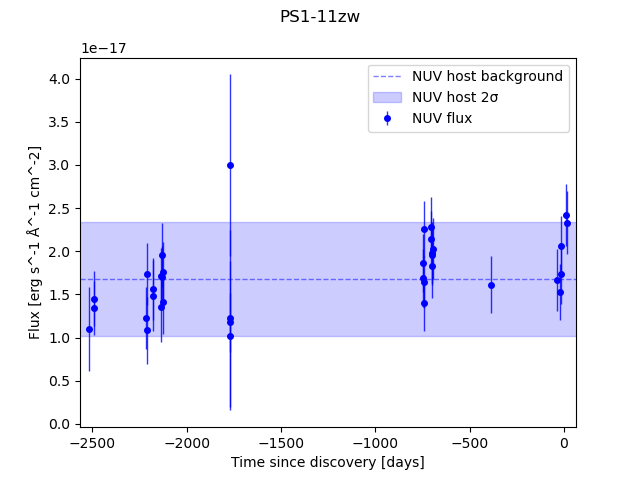 PS1-11zw
1e−17
NUV host background
NUV host 2σ
NUV flux
4.0
3.5
3.0
2.5
2.0
1.5
1.0
0.5
0.0
Flux [erg s^-1 Å^-1 cm^-2]
−2500 −2000 −1500 −1000 −500 0
Time since discovery [days]